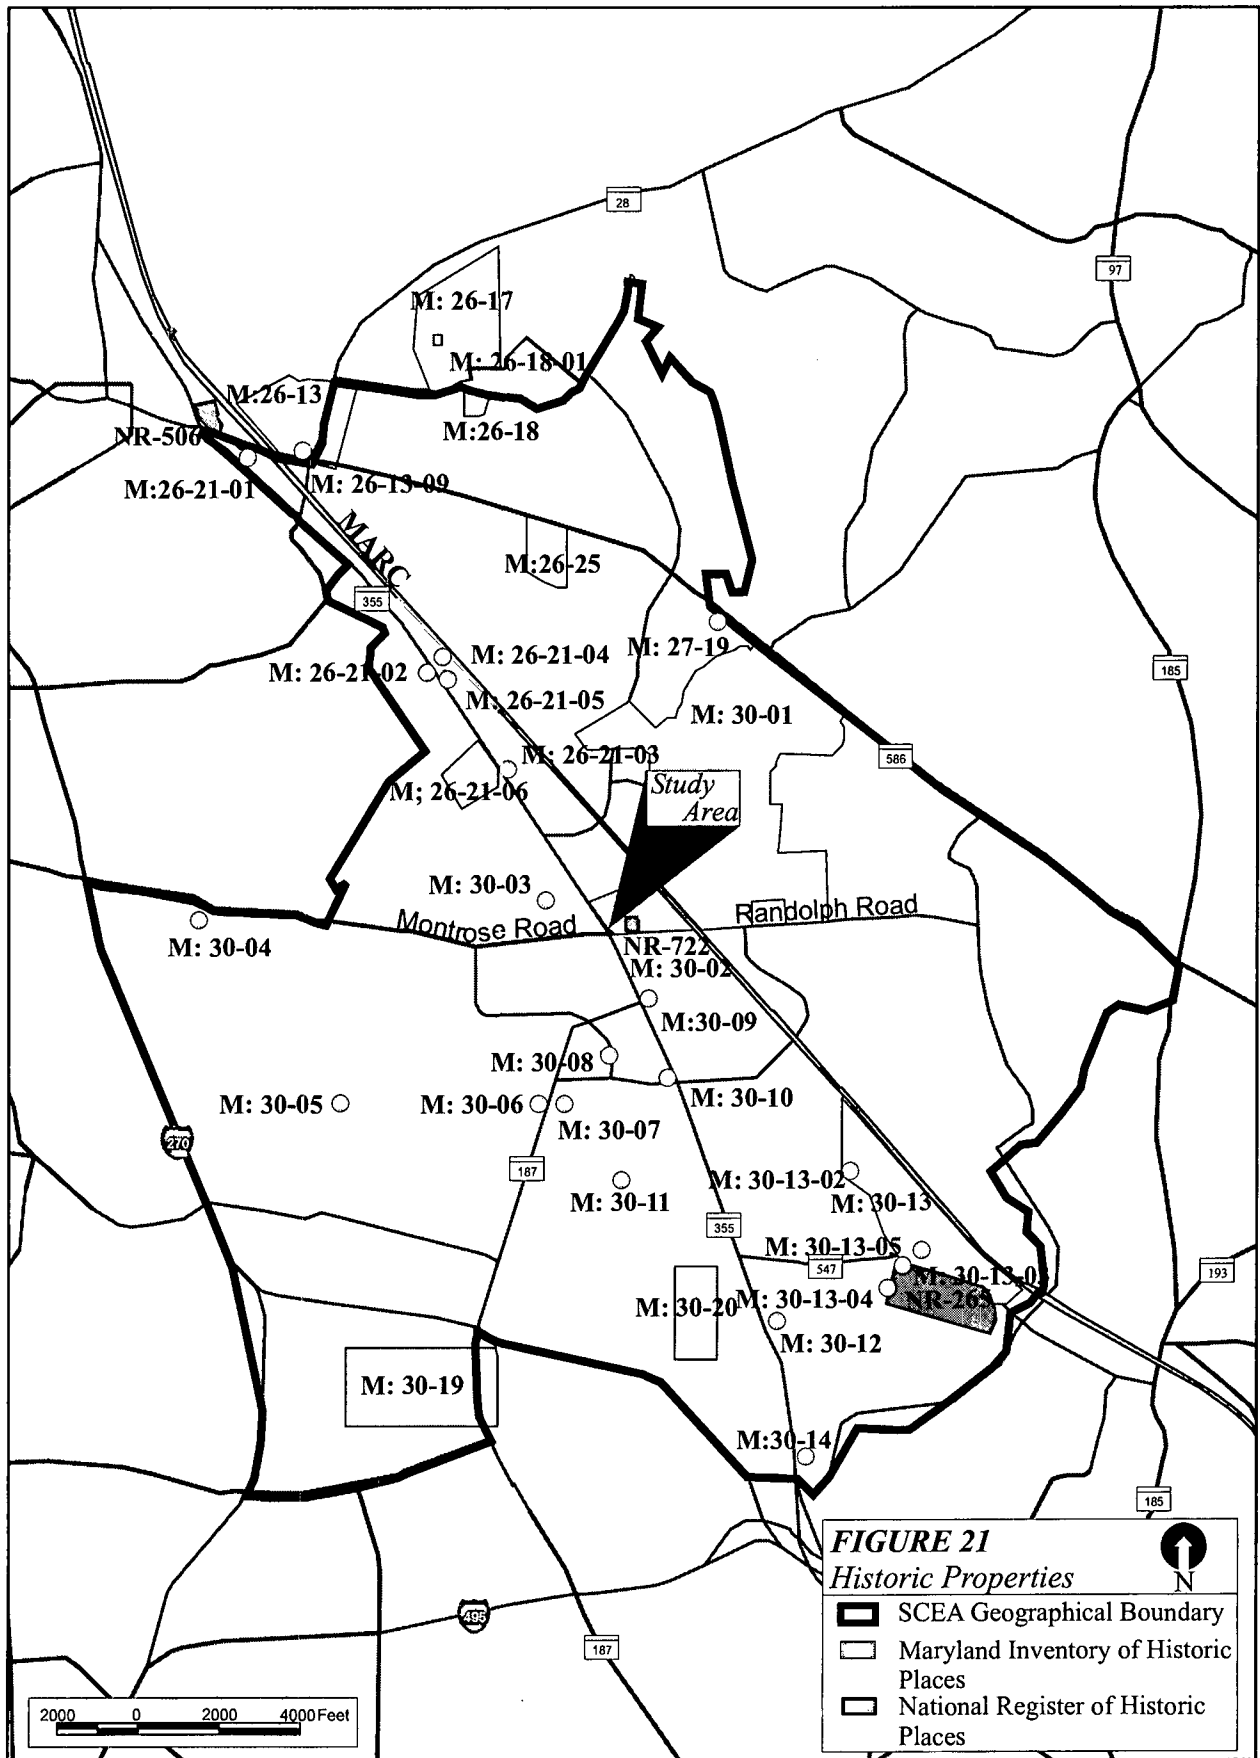 28
97
M: 26-17
M: 26-18-01
M:26-13
M:26-18
NR-506
M:26-21-01
M: 26-13-09
MARC
M:26-25
355
M: 27-19
M: 26-21-04
M: 26-21-02
185
M: 26-21-05
M: 30-01
M: 26-21-03
586
M; 26-21-06
Study
Area
M: 30-03
Montrose Road
Randolph Road
M: 30-04
NR-722
M: 30-02
M:30-09
M: 30-08
M: 30-10
M: 30-05
M: 30-06
M: 30-07
270
187
M: 30-13-02
M: 30-11
M: 30-13
355
M: 30-13-05
547
193
M: 30-13-0
NR-265
M: 30-20
M: 30-13-04
M: 30-12
M: 30-19
M:30-14
185
495
187
FIGURE 21
Historic Properties
N
SCEA Geographical Boundary
Maryland Inventory of Historic
Places
National Register of Historic
Places
2000 0 2000 4000 Feet